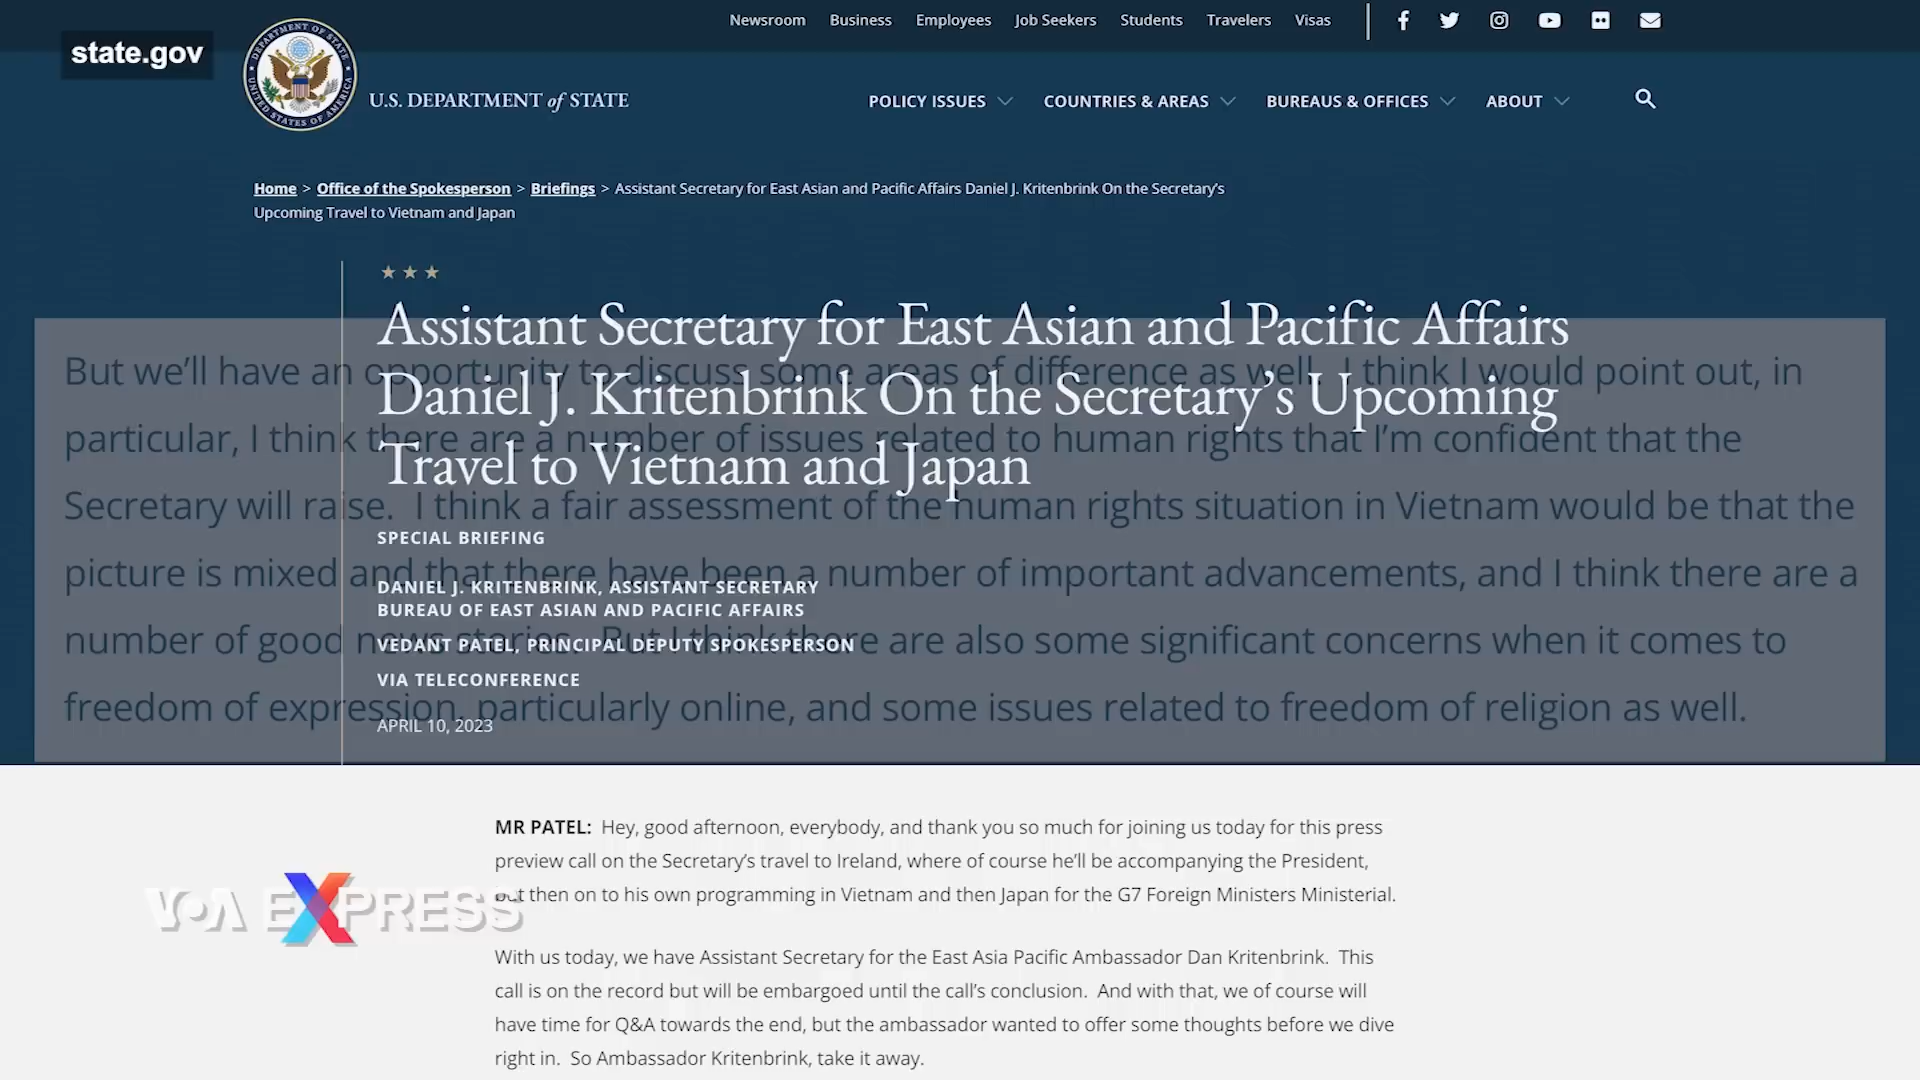 Newsroom Business Employees Job Seekers Students Travelers Visas
state.gov
U.S. DEPARTMENT of STATE
POLICY ISSUES COUNTRIES & AREAS BUREAUS & OFFICES ABOUT
Home > Office of the Spokesperson > Briefings > Assistant Secretary for East Asian and Pacific Affairs Daniel J. Kritenbrink On the Secretary’s
Upcoming Travel to Vietnam and Japan
Assistant Secretary for East Asian and Pacific Affairs
Daniel J. Kritenbrink On the Secretary’s Upcoming
Travel to Vietnam and Japan
But we’ll have an opportunity to discuss some areas of difference as well. I think I would point out, in
particular, I think there are a number of issues related to human rights that I’m confident that the
Secretary will raise. I think a fair assessment of the human rights situation in Vietnam would be that the
picture is mixed and that there have been a number of important advancements, and I think there are a
number of good news stories. But I think there are also some significant concerns when it comes to
freedom of expression, particularly online, and some issues related to freedom of religion as well.
SPECIAL BRIEFING
DANIEL J. KRITENBRINK, ASSISTANT SECRETARY
BUREAU OF EAST ASIAN AND PACIFIC AFFAIRS
VEDANT PATEL, PRINCIPAL DEPUTY SPOKESPERSON
VIA TELECONFERENCE
APRIL 10, 2023
MR PATEL: Hey, good afternoon, everybody, and thank you so much for joining us today for this press
preview call on the Secretary’s travel to Ireland, where of course he’ll be accompanying the President,
but then on to his own programming in Vietnam and then Japan for the G7 Foreign Ministers Ministerial.
VOA EXPRESS
With us today, we have Assistant Secretary for the East Asia Pacific Ambassador Dan Kritenbrink. This
call is on the record but will be embargoed until the call’s conclusion. And with that, we of course will
have time for Q&A towards the end, but the ambassador wanted to offer some thoughts before we dive
right in. So Ambassador Kritenbrink, take it away.